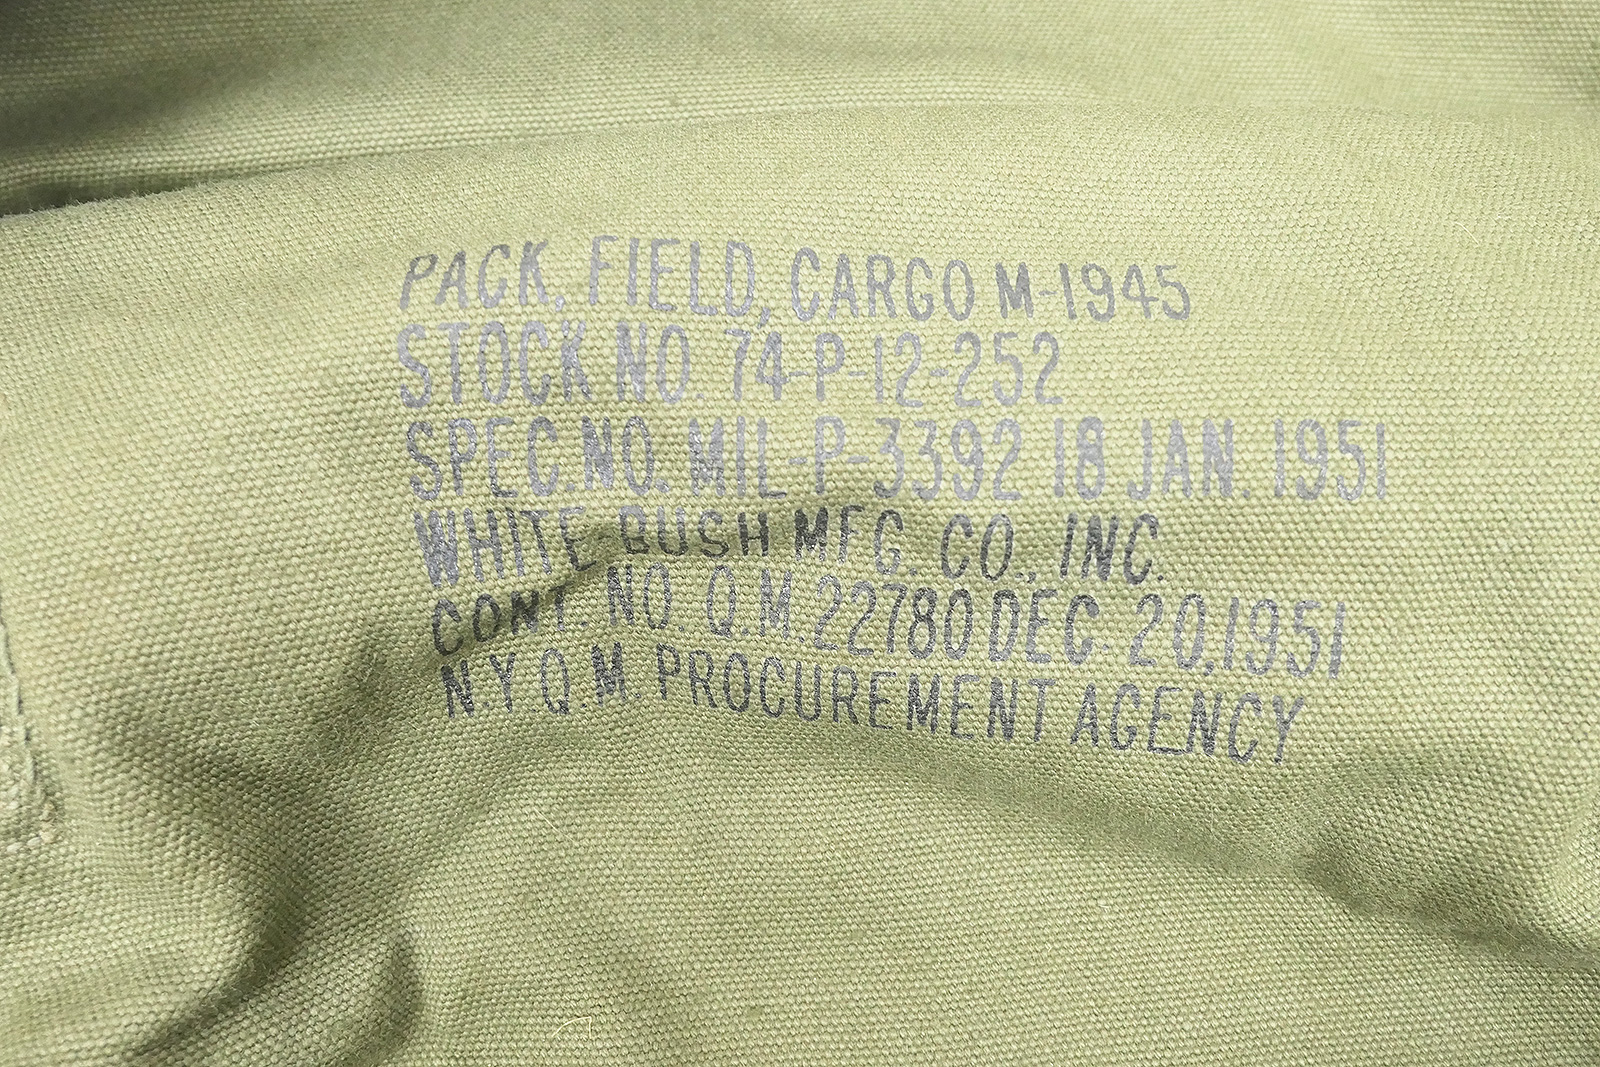 PACK, FIELD, CARGO M-1945
STOCK NO. 74-P-12-252
SPEC.NO. MIL-P-3392 18 JAN. 1951
WHITE-BUSH MFG. CO., INC.
CONT. NO. Q.M. 22780 DEC. 20, 1951
N.Y. Q.M. PROCUREMENT AGENCY